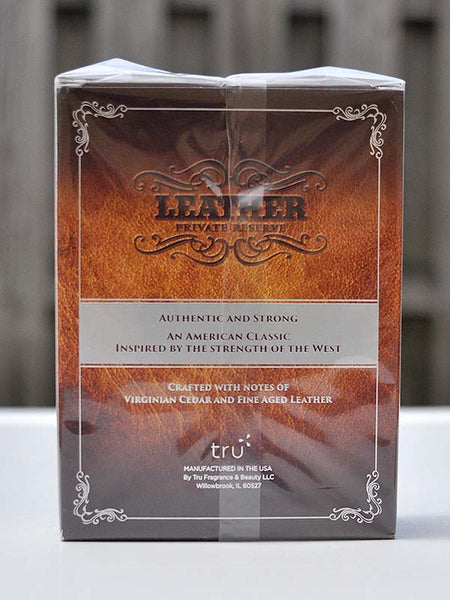 LEATHER
PRIVATE RESERVE
AUTHENTIC AND STRONG
AN AMERICAN CLASSIC
INSPIRED BY THE STRENGTH OF THE WEST
CRAFTED WITH NOTES OF
VIRGINIAN CEDAR AND FINE AGED LEATHER
tru
MANUFACTURED IN THE USA
By Tru Fragrance & Beauty LLC
Willowbrook, IL 60527